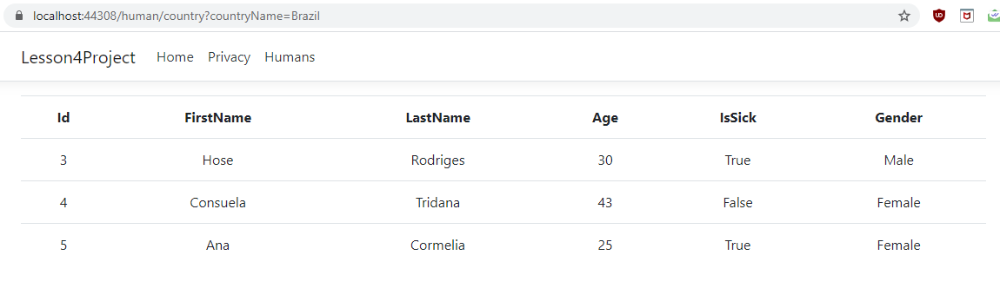 localhost:44308/human/country?countryName=Brazil
Lesson4Project Home Privacy Humans
Id FirstName LastName Age IsSick Gender
3 Hose Rodriges 30 True Male
4 Consuela Tridana 43 False Female
5 Ana Cormelia 25 True Female